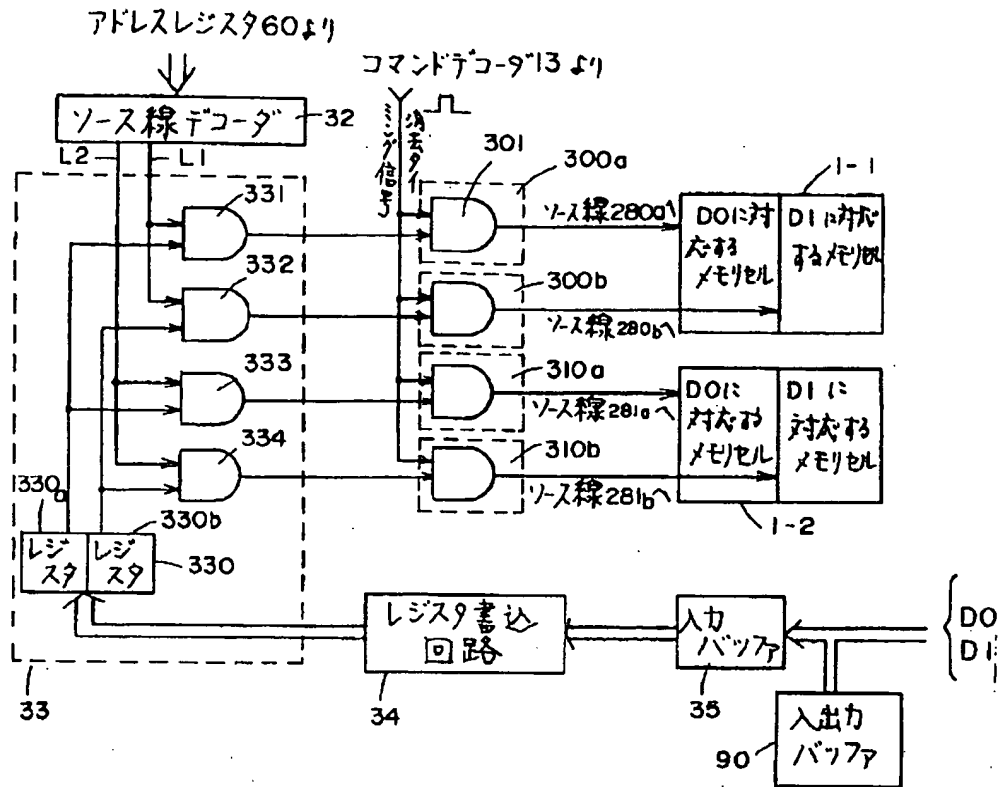 アドレスレジスタ60より
コマンドデコーダ13より
ソース線デコーダ
32
L2
L1
消去タイ
ミング信号
331
332
333
334
301
300a
300b
310a
310b
ソース線280aへ
ソース線280bへ
ソース線281aへ
ソース線281bへ
1-1
D0に対
応する
メモリセル
D1に対応
するメモリセル
D0に
対応する
メモリセル
D1に
対応する
メモリセル
1-2
330a
330b
レジ
スタ
レジ
スタ
330
33
レジスタ書込
回路
34
入力
バッファ
35
D0
D1
入出力
バッファ
90